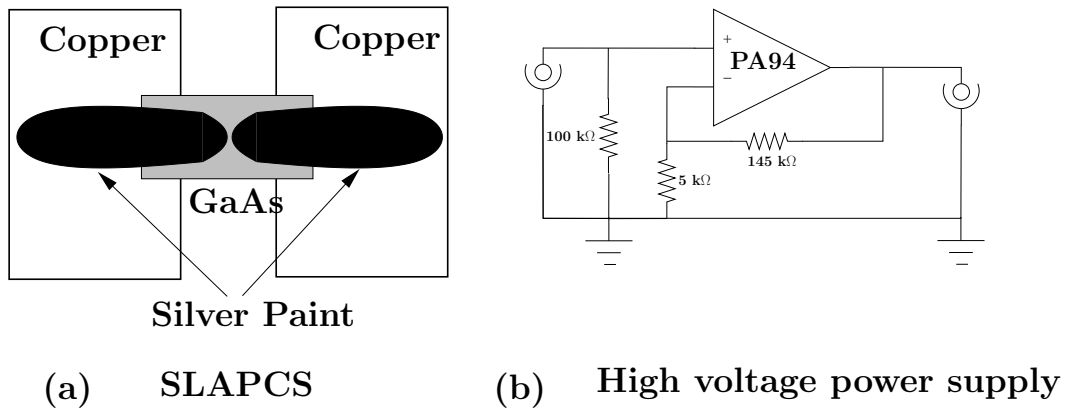 Copper
Copper
GaAs
Silver Paint
(a) SLAPCS
+
PA94
−
100 kΩ
145 kΩ
5 kΩ
(b) High voltage power supply